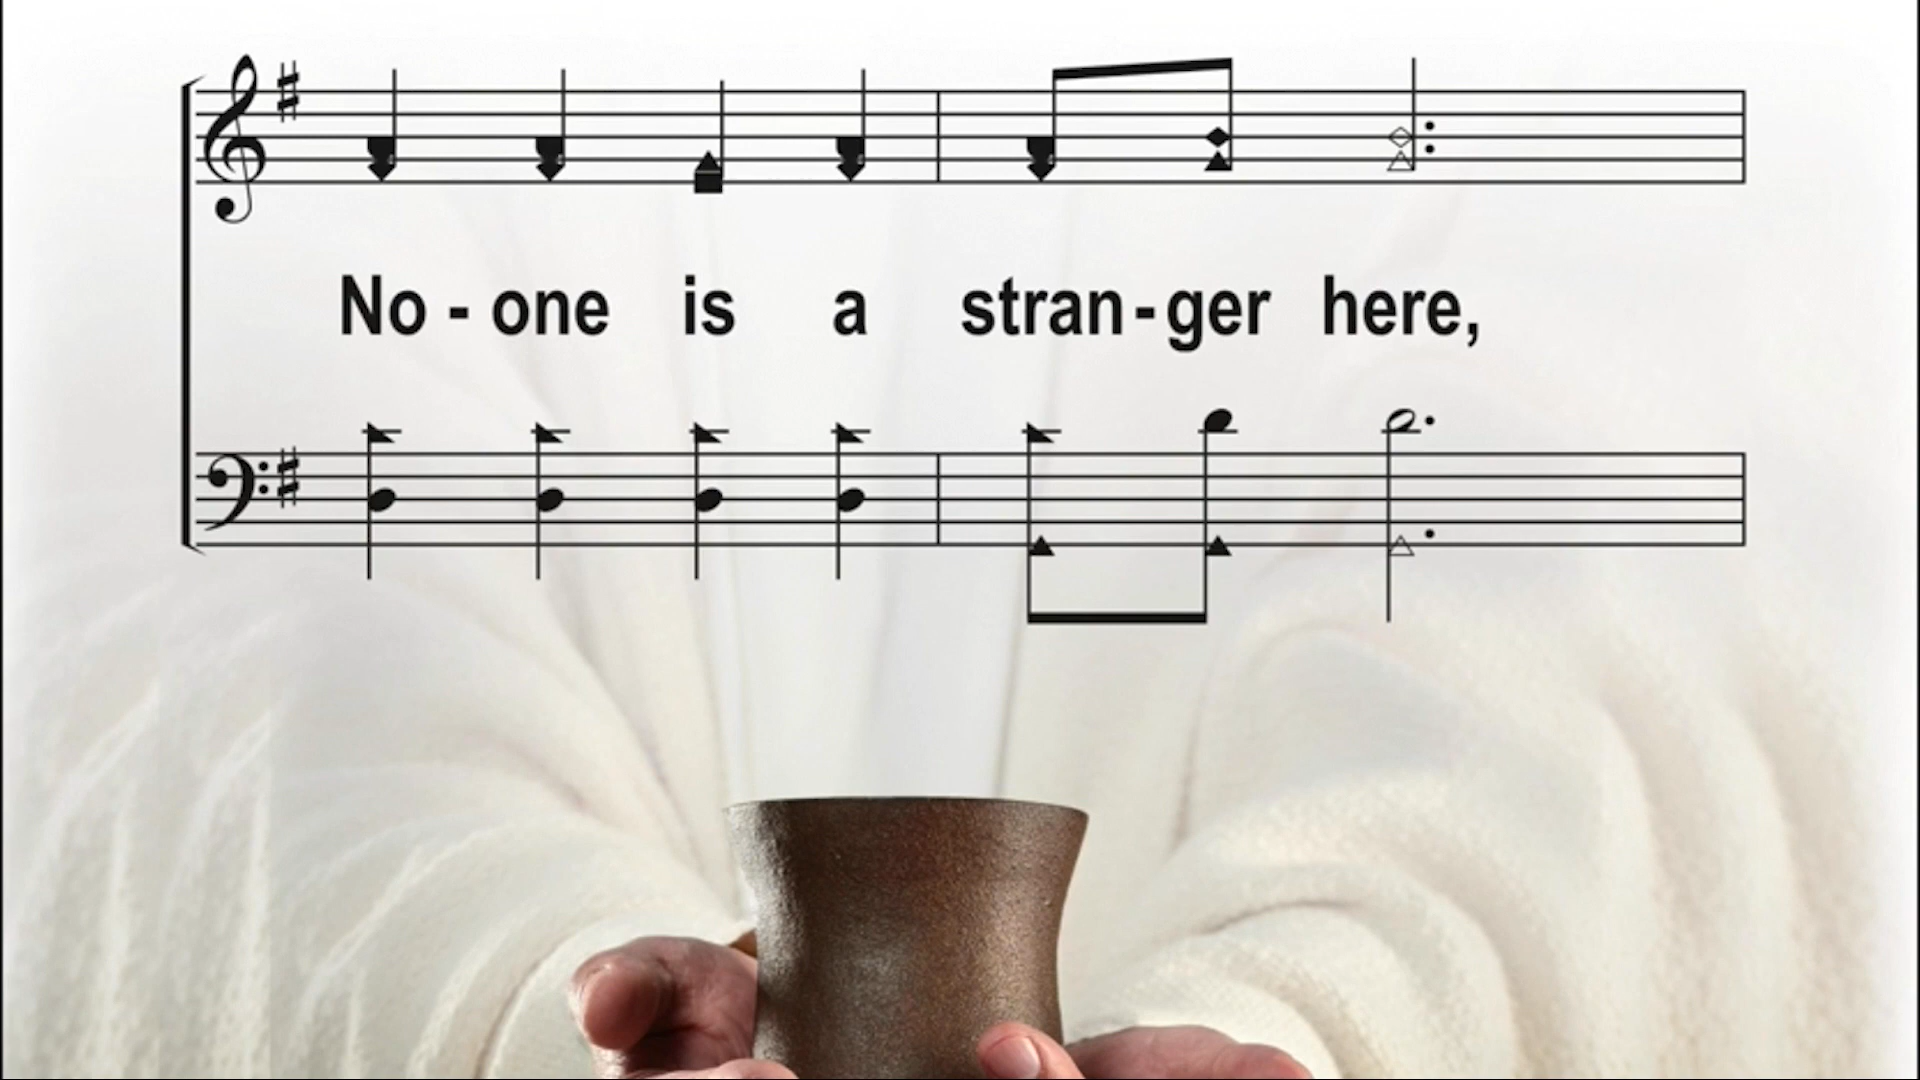 No - one is a stran - ger here,